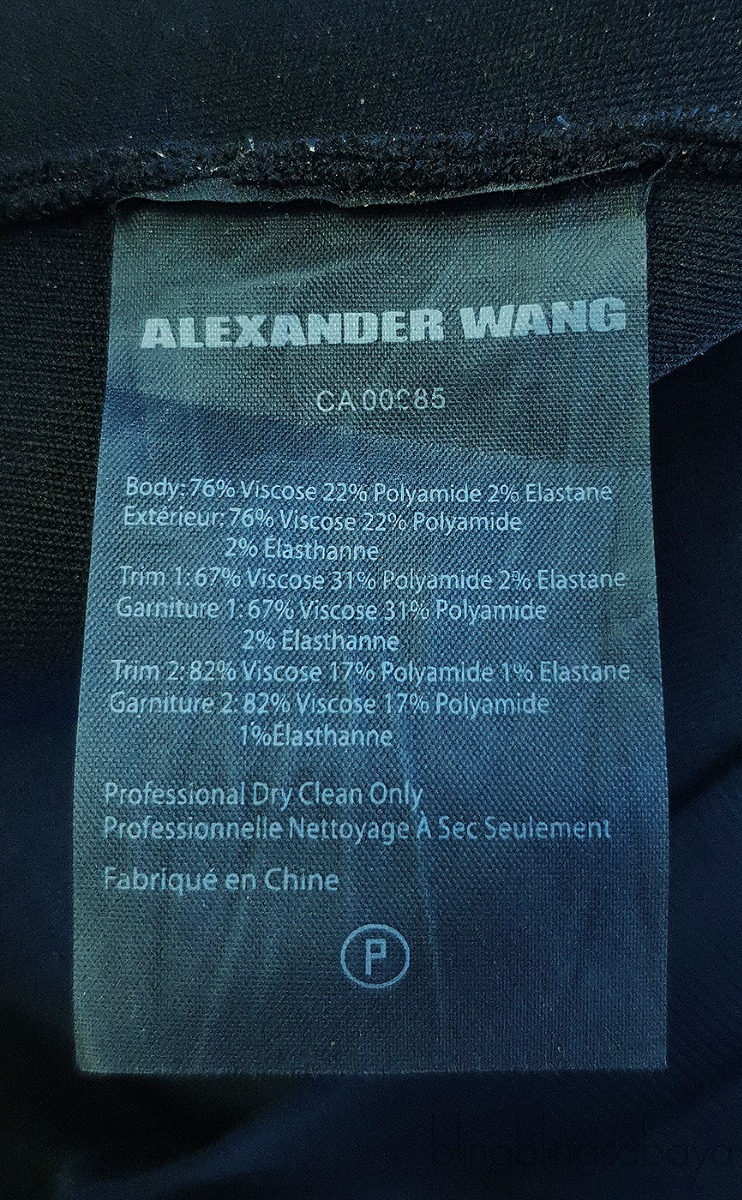 ALEXANDER WANG
Body: 76% Viscose 22% Polyamide 2% Elastane
Extérieur: 76% Viscose 22% Polyamide
2% Elasthanne
Trim 1: 67% Viscose 31% Polyamide 2% Elastane
Garniture 1: 67% Viscose 31% Polyamide
2% Elasthanne
Trim 2: 82% Viscose 17% Polyamide 1% Elastane
Garniture 2: 82% Viscose 17% Polyamide
1%Élasthanne
Professional Dry Clean Only
Professionnelle Nettoyage À Sec Seulement
Fabriqué en Chine
P